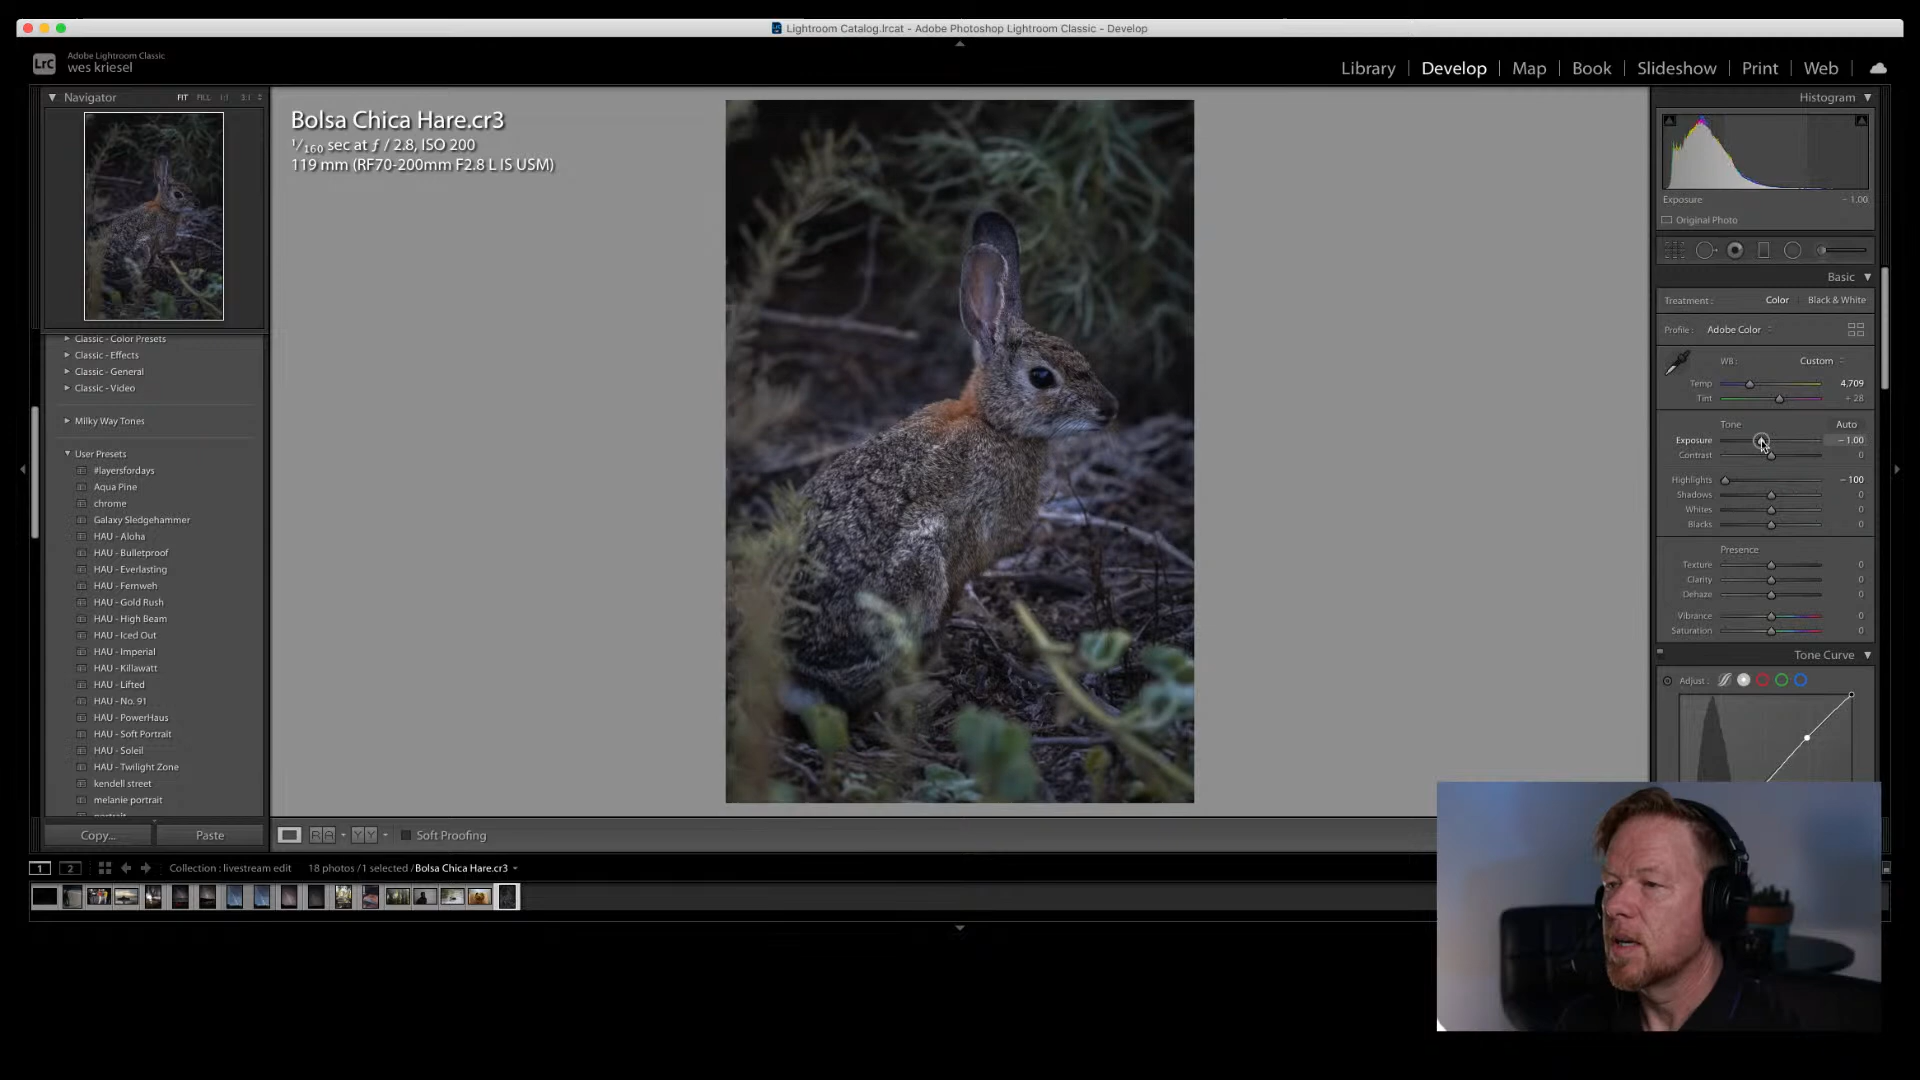 Lightroom Catalog.lrcat - Adobe Photoshop Lightroom Classic - Develop
LrC
Adobe Lightroom Classic
wes kriesel
Library | Develop | Map | Book | Slideshow | Print | Web
Navigator
FIT FILL 1:1 2:1
Bolsa Chica Hare.cr3
1/160 sec at ƒ / 2.8, ISO 200
119 mm (RF70-200mm F2.8 L IS USM)
Classic - Color Presets
Classic - Effects
Classic - General
Classic - Video
Milky Way Tones
User Presets
#layersfordays
Aqua Pine
chrome
Galaxy Sledgehammer
HAU - Aloha
HAU - Bulletproof
HAU - Everlasting
HAU - Fernweh
HAU - Gold Rush
HAU - High Beam
HAU - Iced Out
HAU - Imperial
HAU - Killawatt
HAU - Lifted
HAU - No. 91
HAU - PowerHaus
HAU - Soft Portrait
HAU - Soleil
HAU - Twilight Zone
kendell street
melanie portrait
Copy...
Paste
Soft Proofing
1 2
Collection : livestream edit
18 photos /1 selected /Bolsa Chica Hare.cr3
Histogram
Exposure - 1.00
Original Photo
Basic
Treatment : Color Black & White
Profile : Adobe Color
WB : Custom
Temp 4,709
Tint + 28
Tone Auto
Exposure - 1.00
Contrast 0
Highlights - 100
Shadows 0
Whites 0
Blacks 0
Presence
Texture 0
Clarity 0
Dehaze 0
Vibrance 0
Saturation 0
Tone Curve
Adjust :